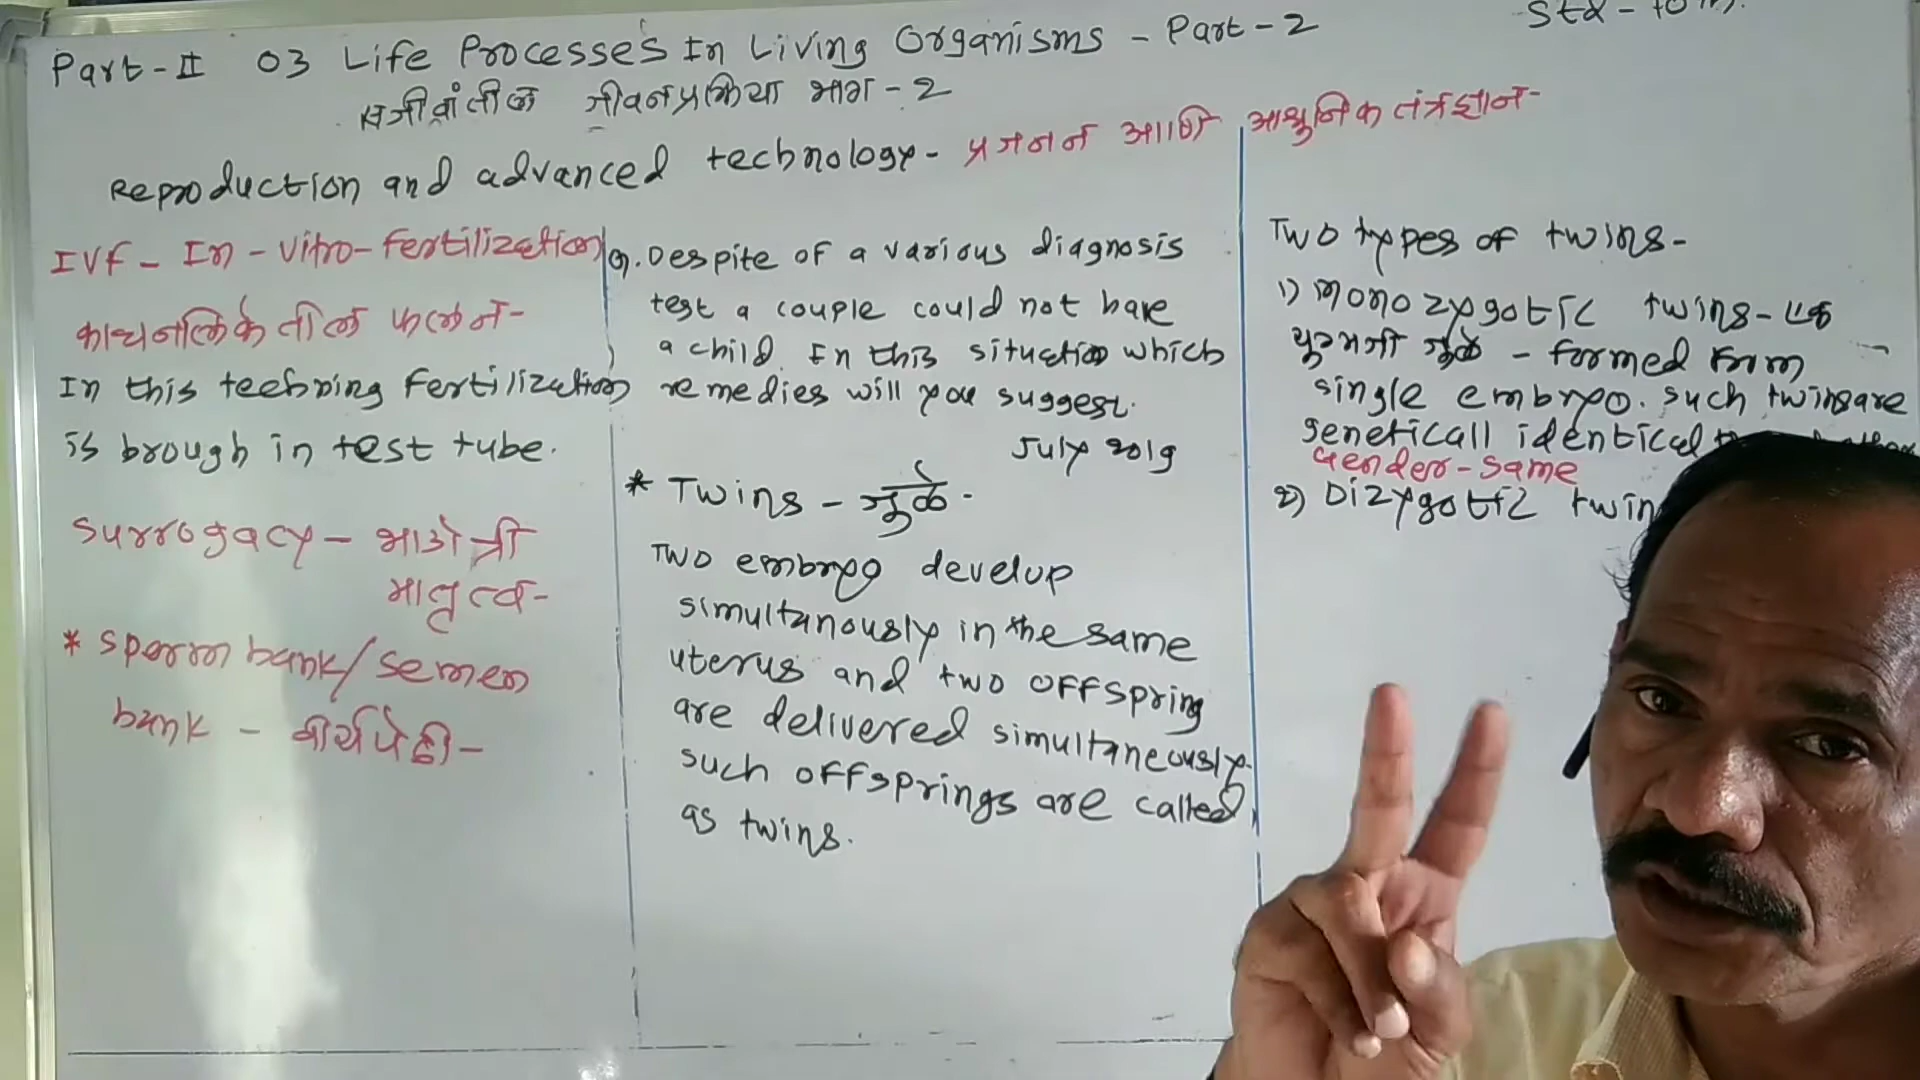 Std - 10th.
Part-II 03 Life Processes In Living Organisms - Part-2
सजीवांतील जीवनप्रक्रिया भाग - 2
Reproduction and advanced technology- प्रजनन आणि आधुनिक तंत्रज्ञान-
IVF - In - Vitro - Fertilization
काचनलिकेतील फलन-
In this Fertilization
is brough in test tube.
Surrogacy - भाडोत्री
मातृत्व-
* Sperm bank/semen
bank - वीर्यपेढी-
Q. Despite of a various diagnosis
test a couple could not have
a child. In this situation which
remedies will you suggest.
July 2019
* Twins - जुळे -
Two embryo develop
simultanously in the same
uterus and two offspring
are delivered simultaneously.
such offsprings are called
as twins.
Two types of twins-
1) Monozygotic twins- एक
युग्मजी जुळे - formed from
single embryo. such twins are
geneticall identical
Gender - same
2) Dizygotic twin